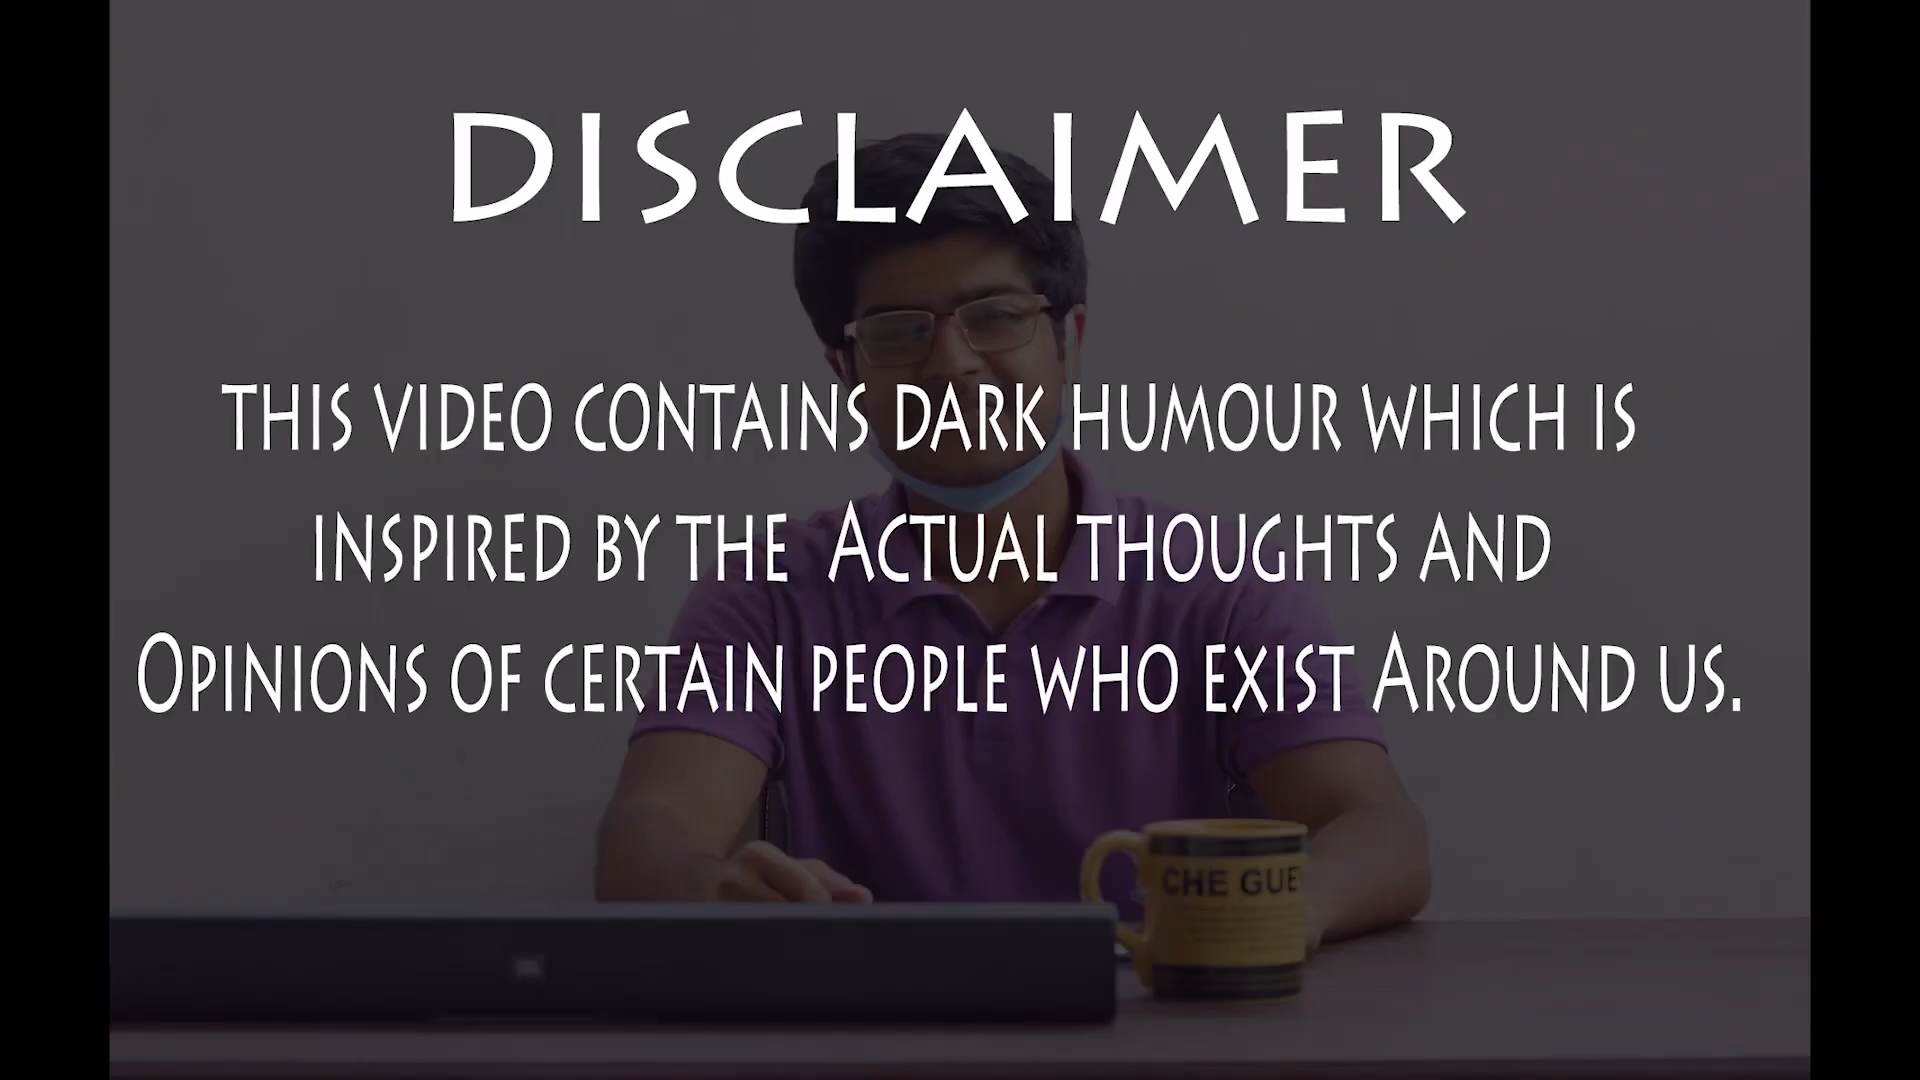 DISCLAIMER
THIS VIDEO CONTAINS DARK HUMOUR WHICH IS
INSPIRED BY THE ACTUAL THOUGHTS AND
OPINIONS OF CERTAIN PEOPLE WHO EXIST AROUND US.
CHE GUE